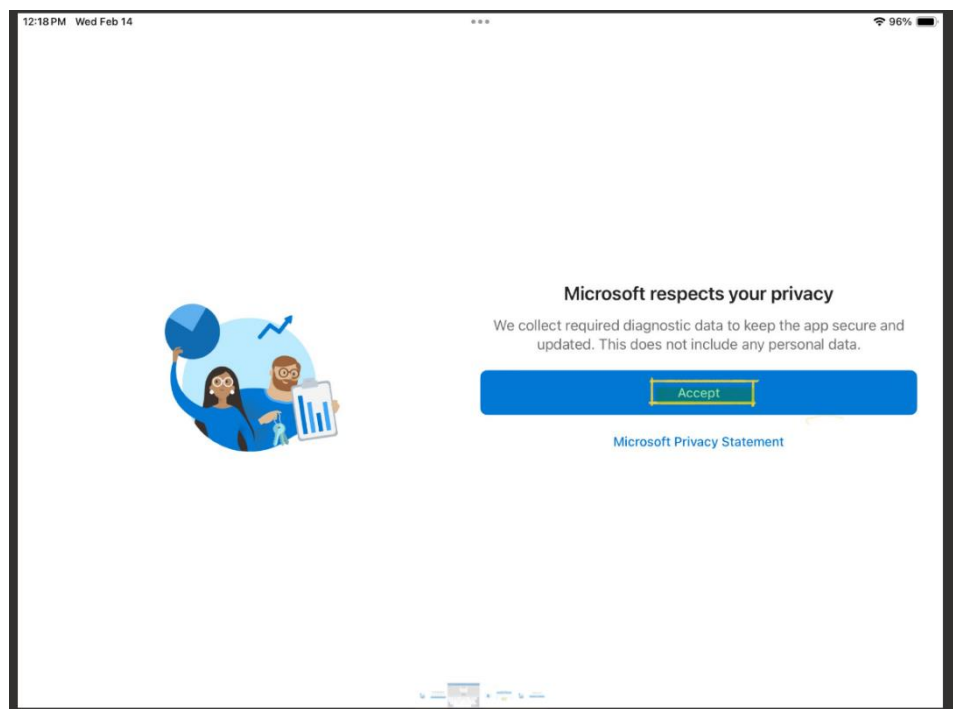 12:18 PM Wed Feb 14
96%
Microsoft respects your privacy
We collect required diagnostic data to keep the app secure and
updated. This does not include any personal data.
Accept
Microsoft Privacy Statement